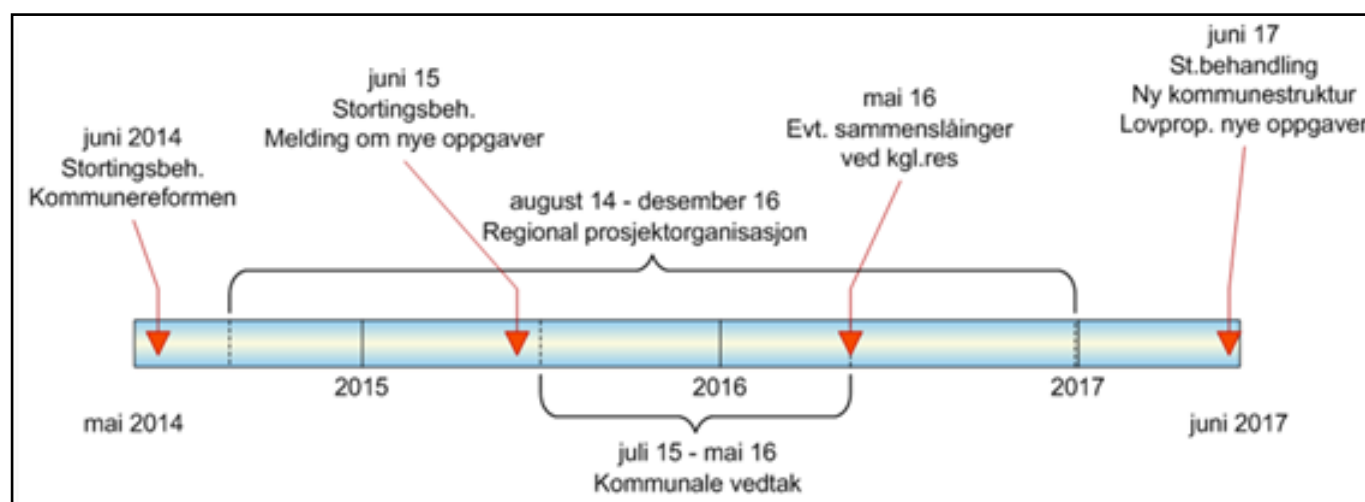 juni 2014
Stortingsbeh.
Kommunereformen
juni 15
Stortingsbeh.
Melding om nye oppgaver
august 14 - desember 16
Regional prosjektorganisasjon
mai 16
Evt. sammenslåinger
ved kgl.res
juni 17
St.behandling
Ny kommunestruktur
Lovprop. nye oppgaver
2015
2016
2017
mai 2014
juni 2017
juli 15 - mai 16
Kommunale vedtak